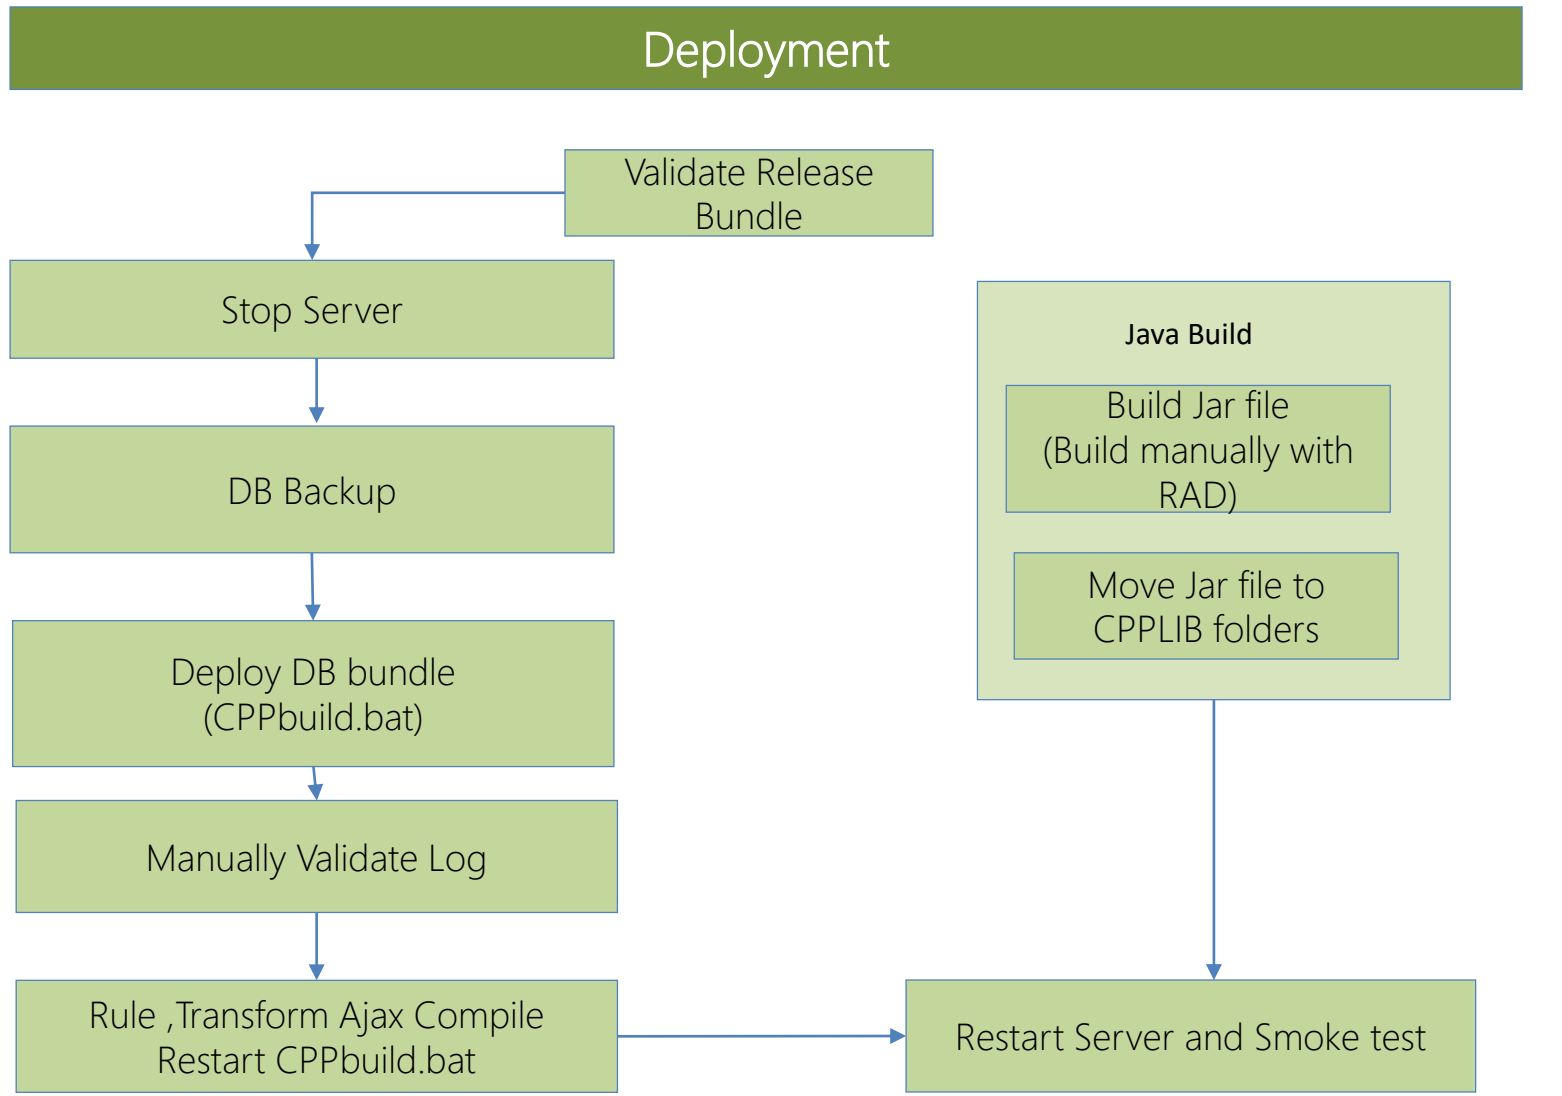 Deployment
Validate Release
Bundle
Stop Server
DB Backup
Deploy DB bundle
(CPPbuild.bat)
Manually Validate Log
Rule ,Transform Ajax Compile
Restart CPPbuild.bat
Java Build
Build Jar file
(Build manually with
RAD)
Move Jar file to
CPPLIB folders
Restart Server and Smoke test